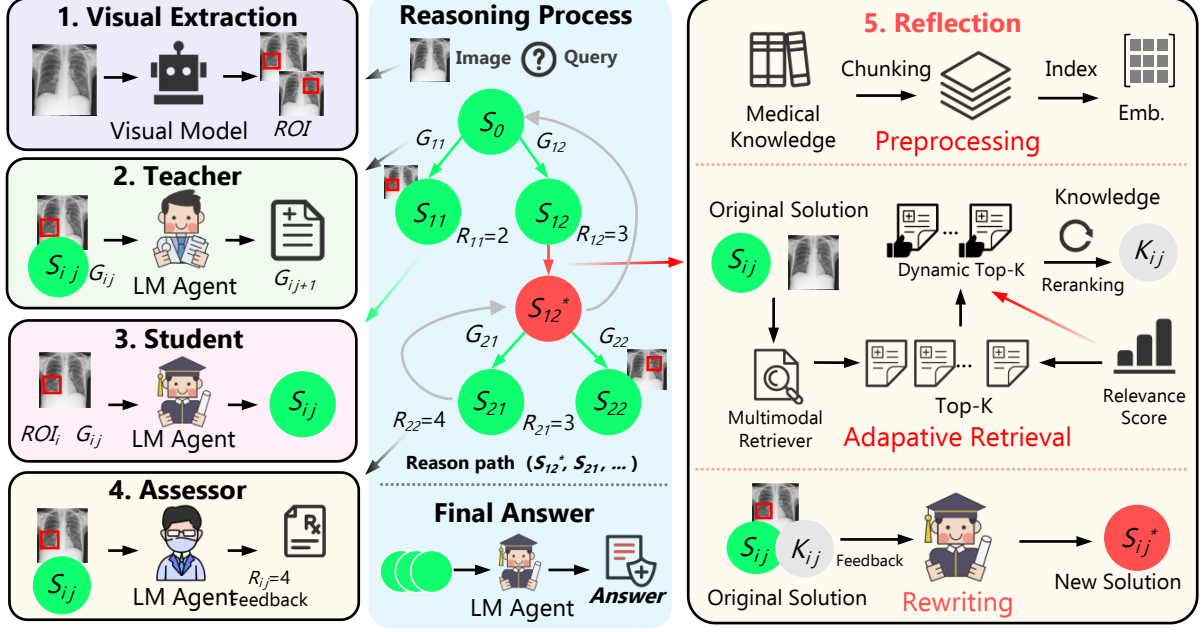 1. Visual Extraction
Visual Model
ROI
2. Teacher
S_ij
G_ij
LM Agent
G_ij+1
3. Student
ROI_i G_ij
LM Agent
S_ij
4. Assessor
S_ij
LM Agent
R_ij=4
Feedback
Reasoning Process
Image
?
Query
S_0
G_11
G_12
S_11
S_12
R_11=2
R_12=3
S_12*
G_21
G_22
S_21
S_22
R_22=4
R_21=3
Reason path (S_12*, S_21, ... )
Final Answer
LM Agent
Answer
5. Reflection
Medical
Knowledge
Chunking
Index
Emb.
Preprocessing
Original Solution
S_ij
Multimodal
Retriever
...
Dynamic Top-K
Knowledge
Reranking
K_ij
...
Top-K
Relevance
Score
Adapative Retrieval
S_ij
K_ij
Original Solution
Feedback
Rewriting
S_ij*
New Solution
Rx